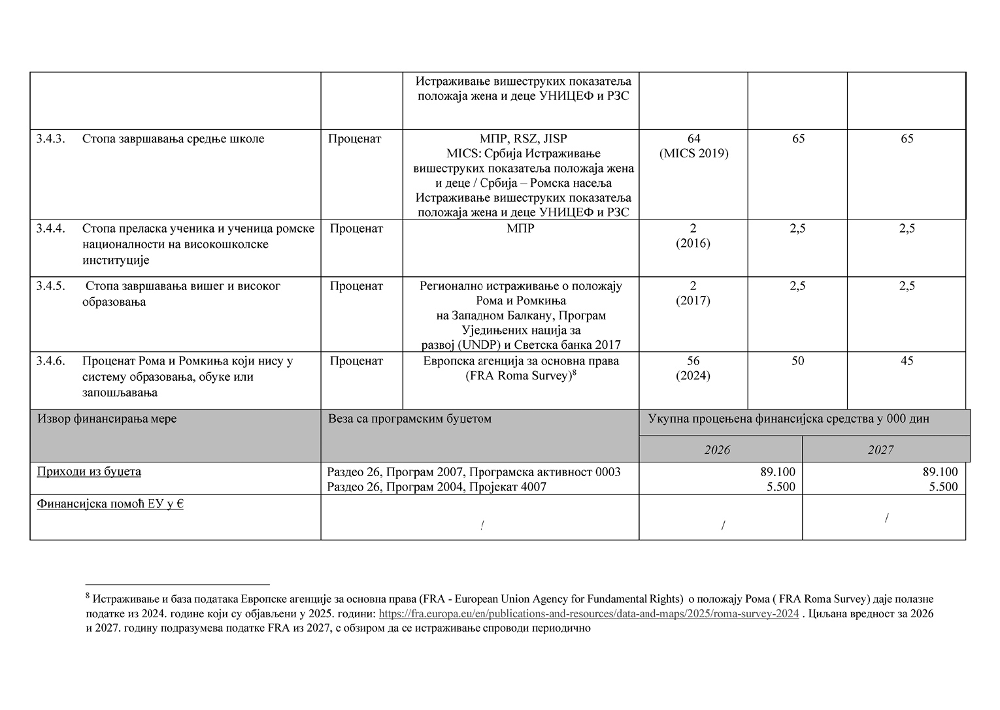 Истраживање вишеструких показатеља
положаја жена и деце УНИЦЕФ и РЗС
3.4.3. Стопа завршавања средње школе
Проценат
МПР, RSZ, JISP
MICS: Србија Истраживање
вишеструких показатеља положаја жена
и деце / Србија – Ромска насеља
Истраживање вишеструких показатеља
положаја жена и деце УНИЦЕФ и РЗС
64
(MICS 2019)
65
65
3.4.4. Стопа преласка ученика и ученица ромске
националности на високошколске
институције
Проценат
МПР
2
(2016)
2,5
2,5
3.4.5. Стопа завршавања вишег и високог
образовања
Проценат
Регионално истраживање о положају
Рома и Ромкиња
на Западном Балкану, Програм
Уједињених нација за
развој (UNDP) и Светска банка 2017
2
(2017)
2,5
2,5
3.4.6. Проценат Рома и Ромкиња који нису у
систему образовања, обуке или
запошљавања
Проценат
Европска агенција за основна права
(FRA Roma Survey)⁸
56
(2024)
50
45
Извор финансирања мере
Веза са програмским буџетом
Укупна процењена финансијска средства у 000 дин
2026
2027
Приходи из буџета
Раздео 26, Програм 2007, Програмска активност 0003
Раздео 26, Програм 2004, Пројекат 4007
89.100
5.500
89.100
5.500
Финансијска помоћ ЕУ у €
/
/
/
⁸ Истраживање и база података Европске агенције за основна права (FRA - European Union Agency for Fundamental Rights) о положају Рома ( FRA Roma Survey) даје полазне
податке из 2024. године који су објављени у 2025. години: https://fra.europa.eu/en/publications-and-resources/data-and-maps/2025/roma-survey-2024 . Циљана вредност за 2026
и 2027. годину подразумева податке FRA из 2027, с обзиром да се истраживање спроводи периодично